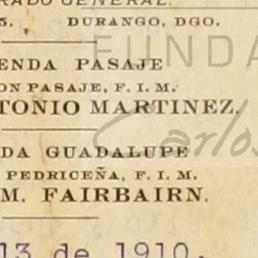 RADO GENERAL.
5. DURANGO, DGO.
FUNDA
ENDA PASAJE
ON PASAJE, F. I. M.
TONIO MARTINEZ.
Carlos
DA GUADALUPE
PEDRICEÑA, F. I. M.
M. FAIRBAIRN.
13 de 1910.